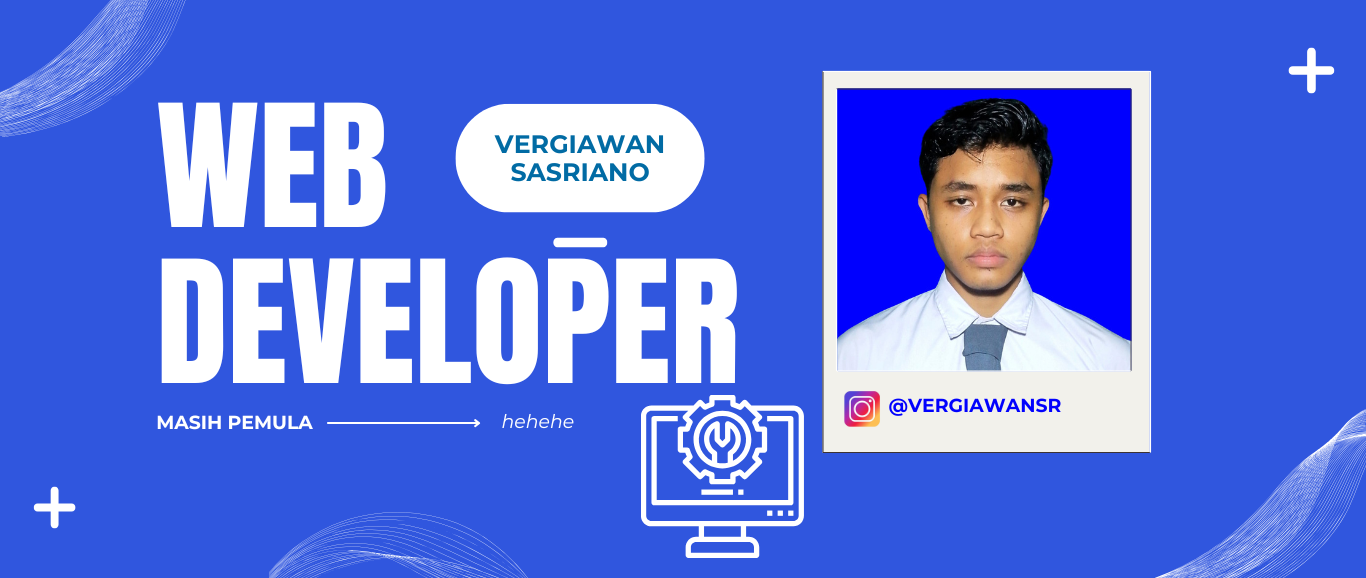 WEB
VERGIAWAN
SASRIANO
DEVELOPER
MASIH PEMULA
hehehe
@VERGIAWANSR